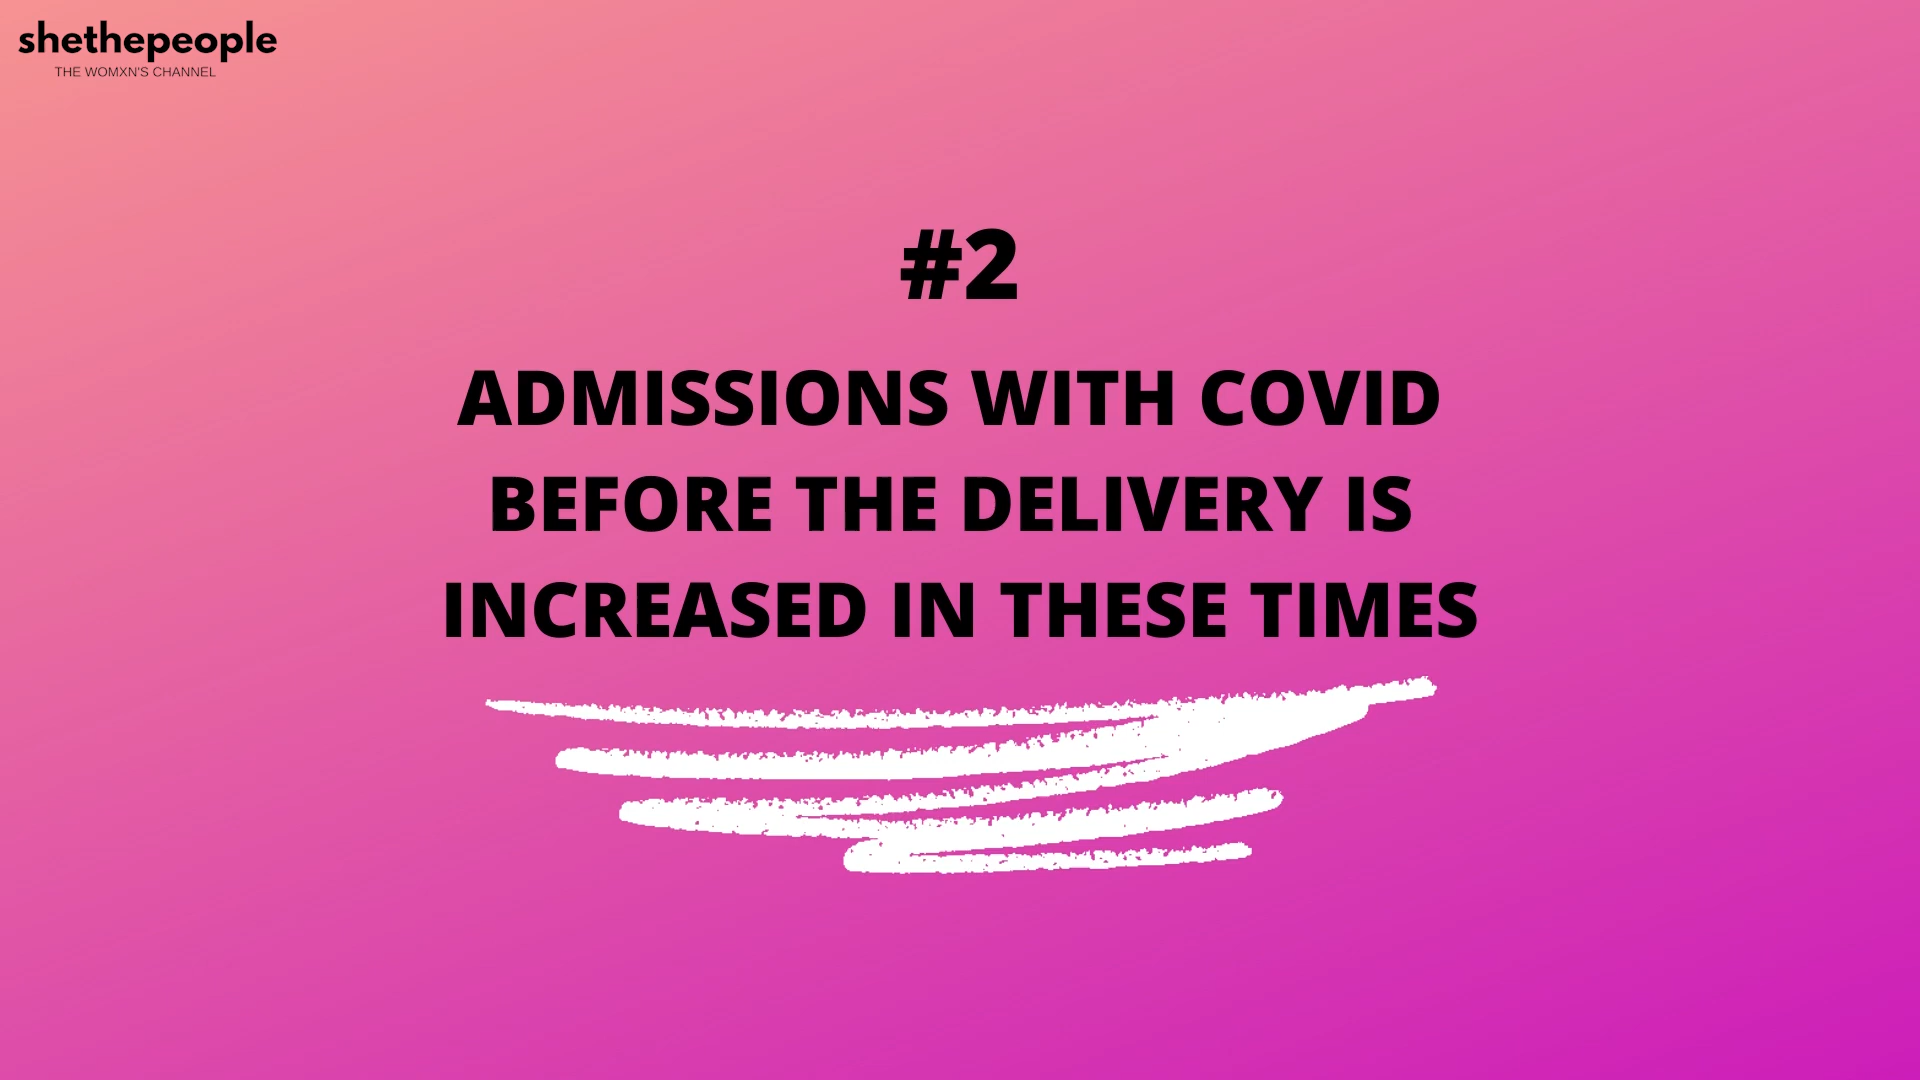 shethepeople
THE WOMXN'S CHANNEL
#2
ADMISSIONS WITH COVID
BEFORE THE DELIVERY IS
INCREASED IN THESE TIMES